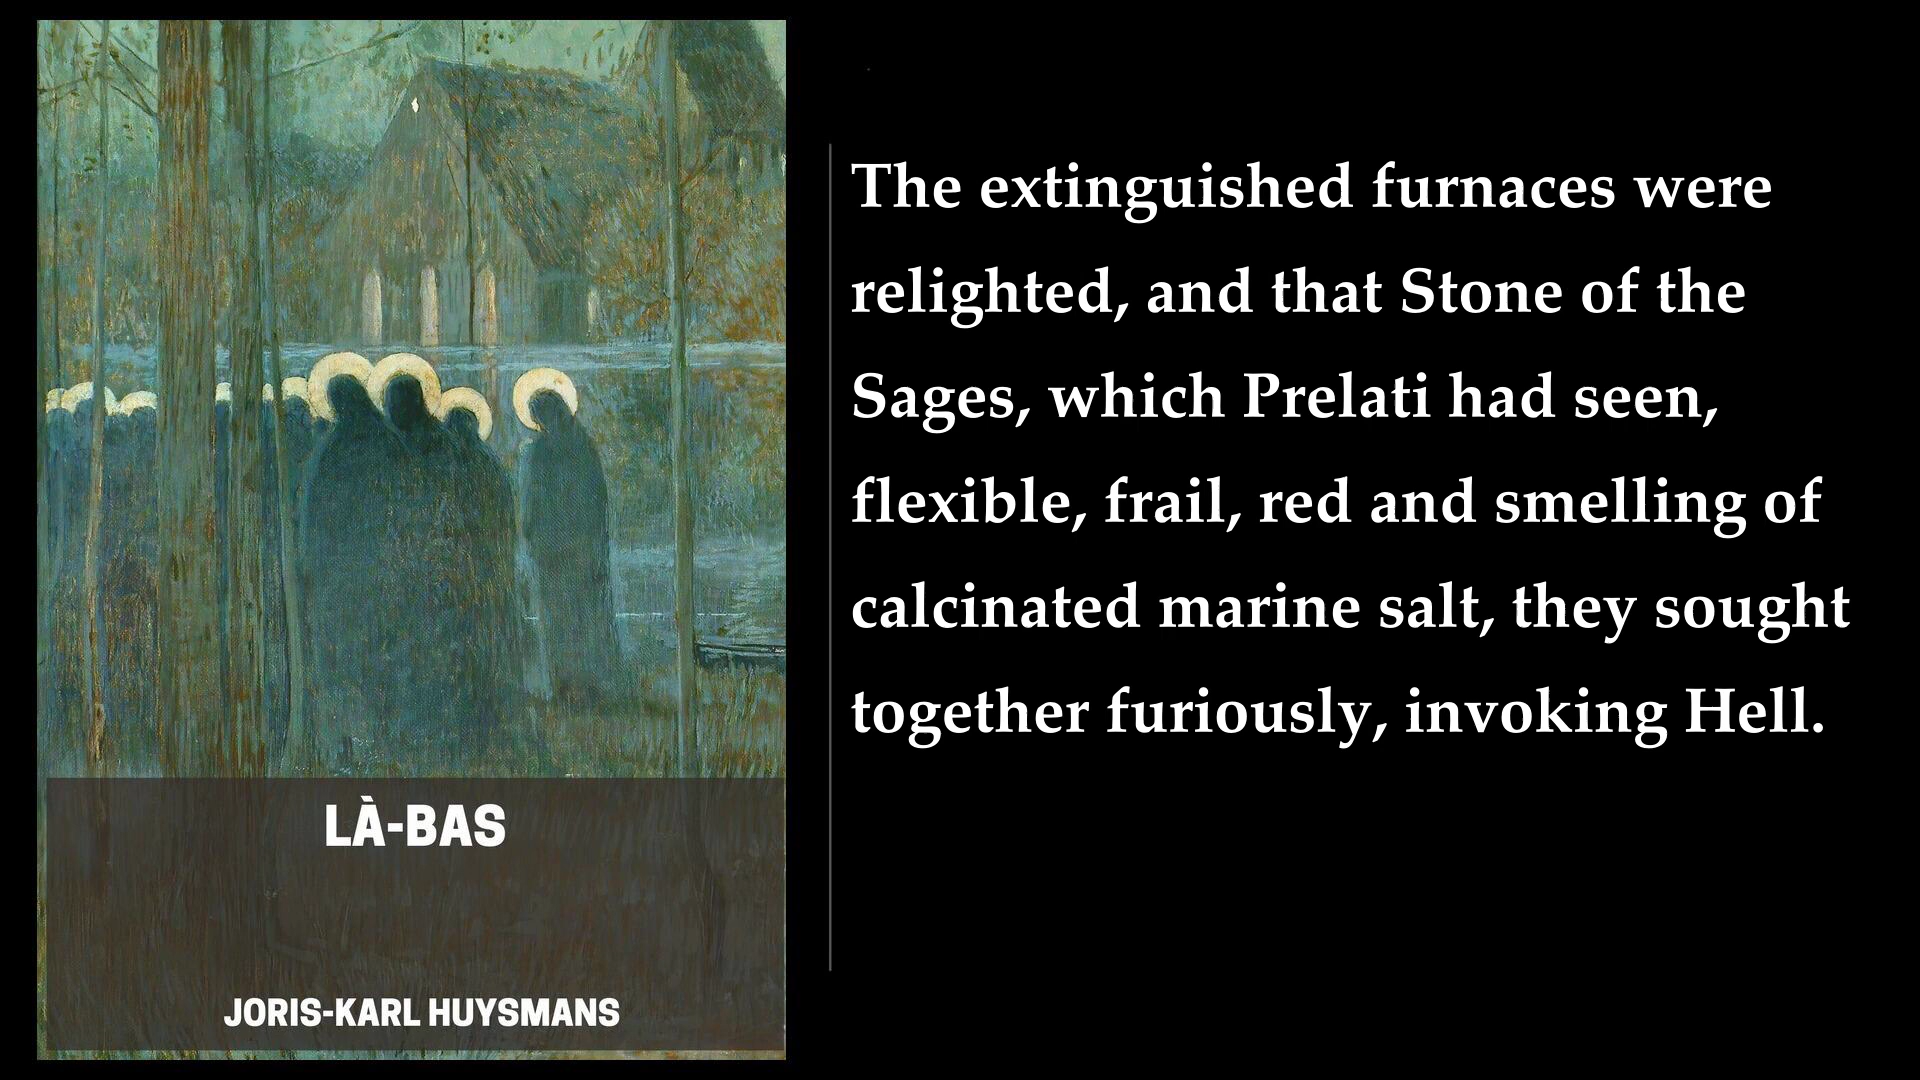 The extinguished furnaces were
relighted, and that Stone of the
Sages, which Prelati had seen,
flexible, frail, red and smelling of
calcinated marine salt, they sought
together furiously, invoking Hell.
LÀ-BAS
JORIS-KARL HUYSMANS